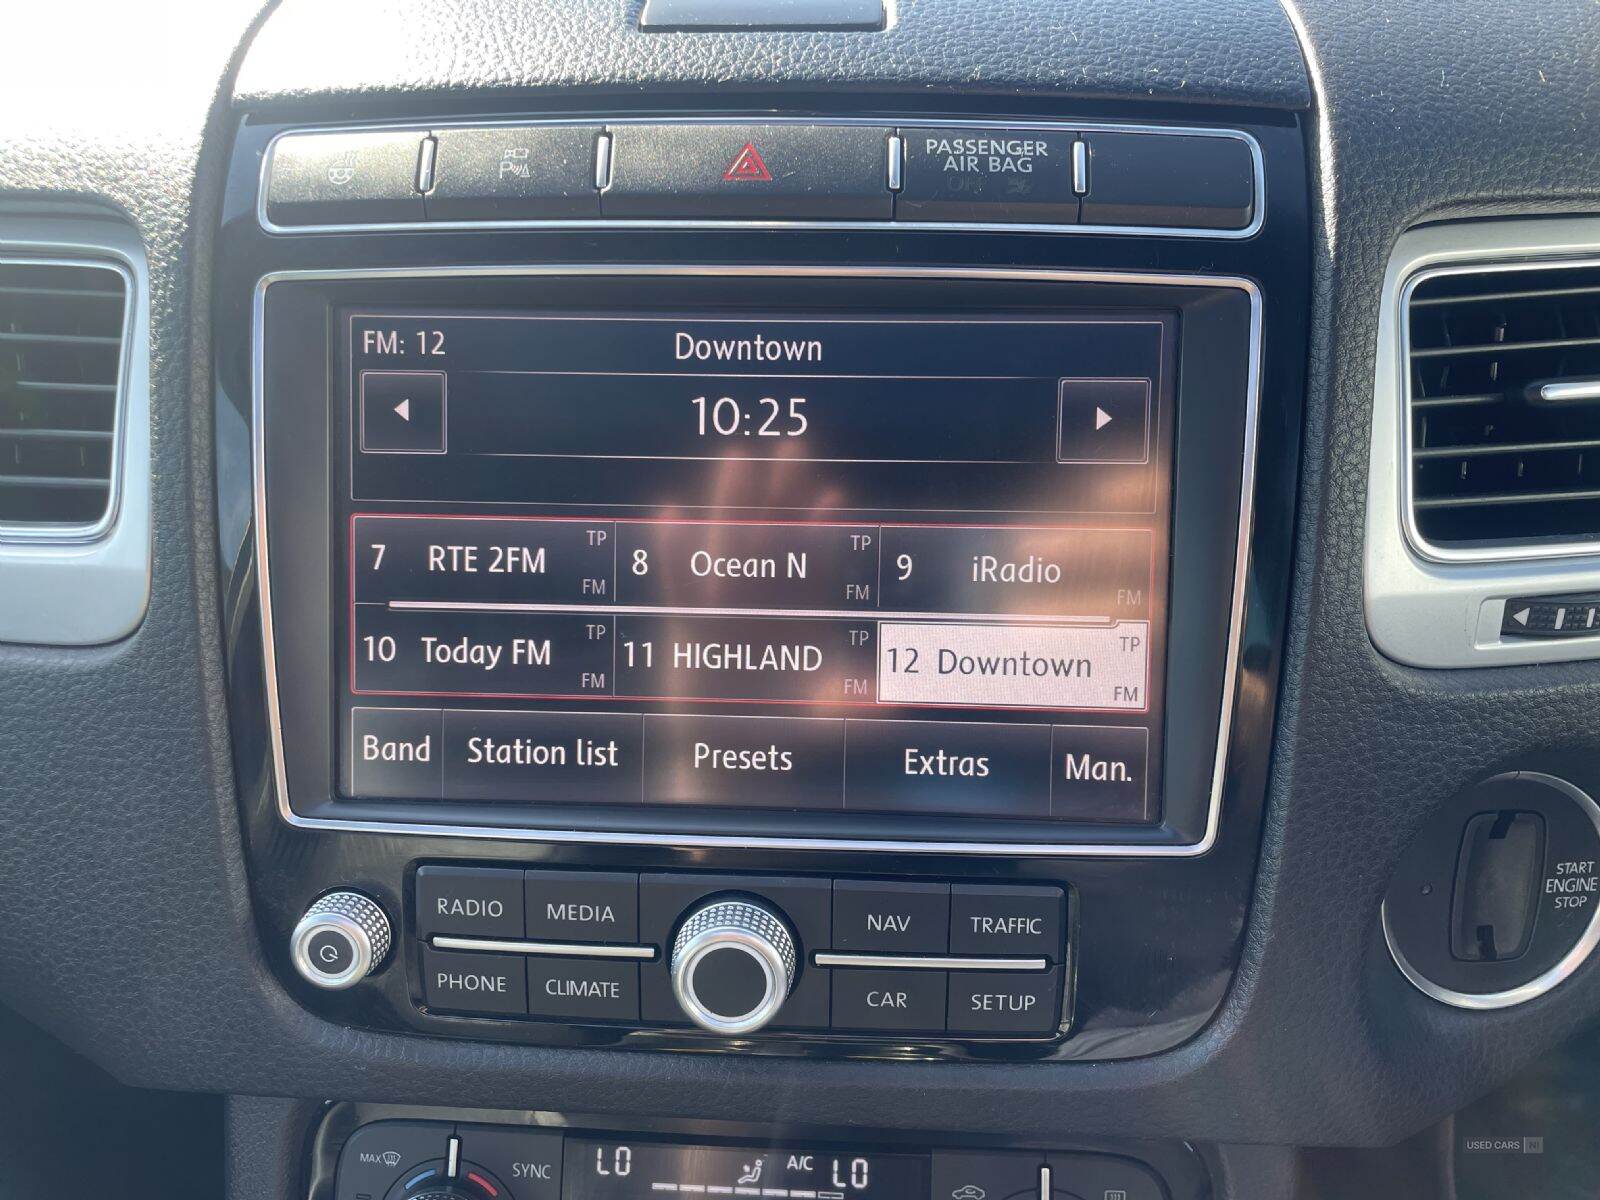 PASSENGER
AIR BAG
FM: 12
Downtown
10:25
7 RTE 2FM TP FM
8 Ocean N TP FM
9 iRadio FM
10 Today FM TP FM
11 HIGHLAND TP FM
12 Downtown TP FM
Band Station list Presets Extras Man.
RADIO MEDIA NAV TRAFFIC
PHONE CLIMATE CAR SETUP
START
ENGINE
STOP
MAX SYNC LO A/C LO
USED CARS NI